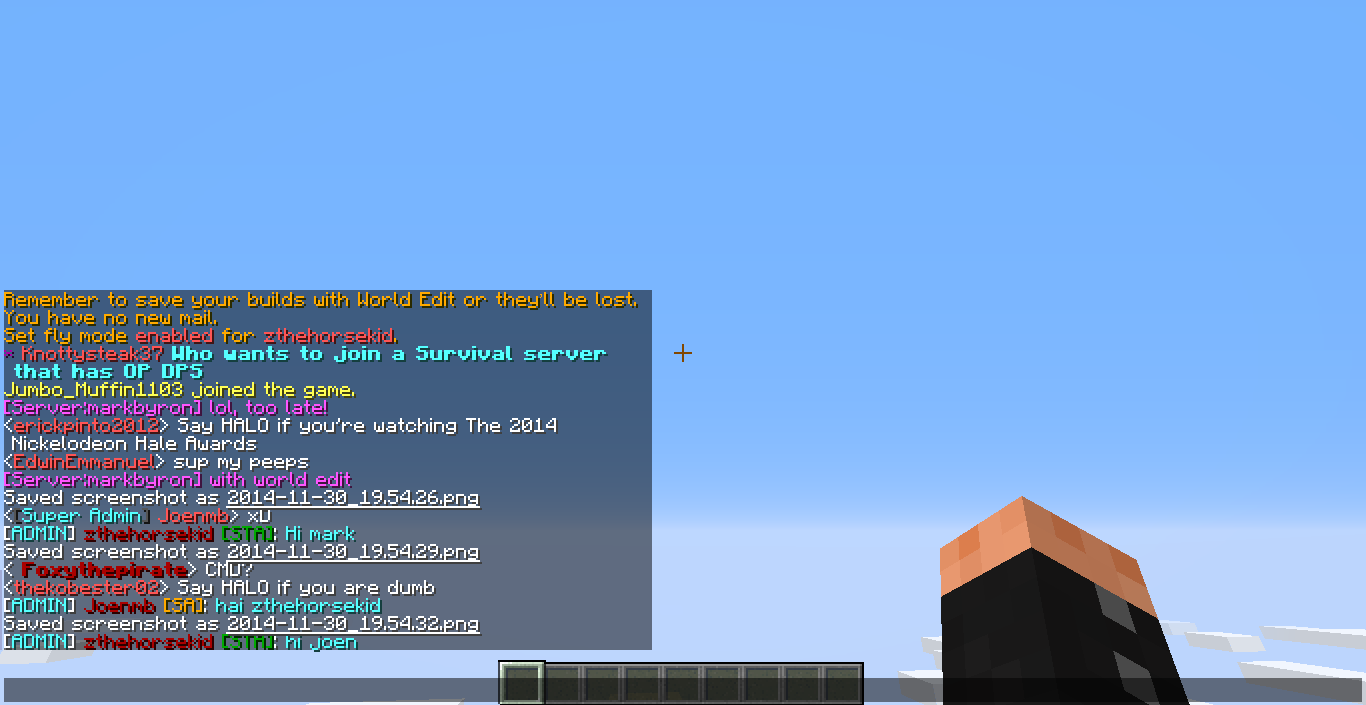 Remember to save your builds with World Edit or they'll be lost.
You have no new mail.
Set fly mode enabled for zthehorsekid.
* Knottysteak37 Who wants to join a Survival server
that has OP DPS
Jumbo_Muffin1103 joined the game.
[Server:markbyron] lol, too late!
<erickpinto2012> Say HALO if you're watching The 2014
Nickelodeon Hale Awards
<EdwinEmmanuel> sup my peeps
[Server:markbyron] with world edit
Saved screenshot as 2014-11-30_19.54.26.png
<[Super Admin] Joenmb> xU
[ADMIN] zthehorsekid [STA]: Hi mark
Saved screenshot as 2014-11-30_19.54.29.png
< Foxythepirate> CMU?
<thekobester02> Say HALO if you are dumb
[ADMIN] Joenmb [SA]: hai zthehorsekid
Saved screenshot as 2014-11-30_19.54.32.png
[ADMIN] zthehorsekid [STA]: hi joen